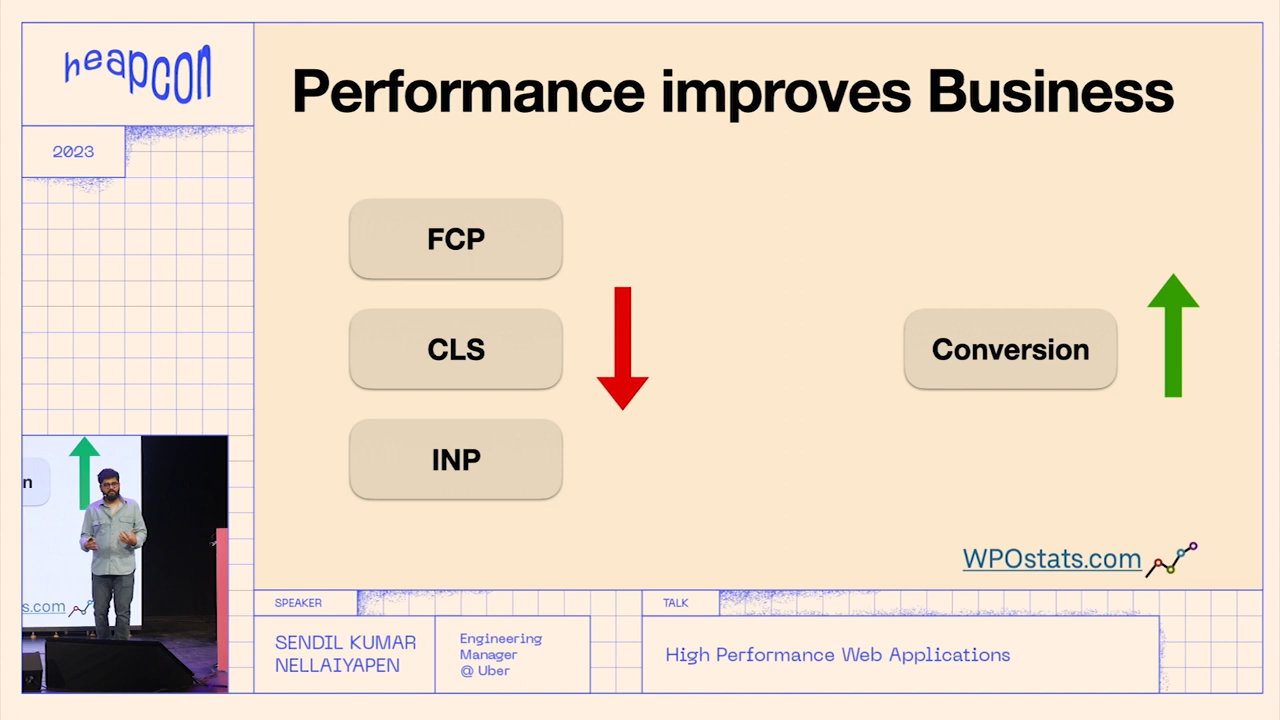 heapcon
2023
Performance improves Business
FCP
CLS
INP
Conversion
WPOstats.com
n
s.com
SPEAKER
SENDIL KUMAR
NELLAIYAPEN
Engineering
Manager
@ Uber
TALK
High Performance Web Applications